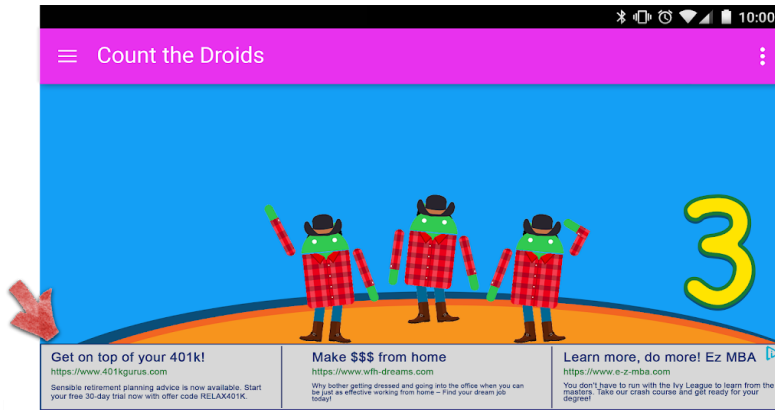 10:00
Count the Droids
3
Get on top of your 401k!
https://www.401kgurus.com
Sensible retirement planning advice is now available. Start
your free 30-day trial now with offer code RELAX401K.
Make $$$ from home
https://www.wfh-dreams.com
Why bother getting dressed and going into the office when you can
be just as effective working from home – Find your dream job
today!
Learn more, do more! Ez MBA
https://www.e-z-mba.com
You don't have to run with the Ivy League to learn from the
masters. Take our crash course and get ready for your
degree!